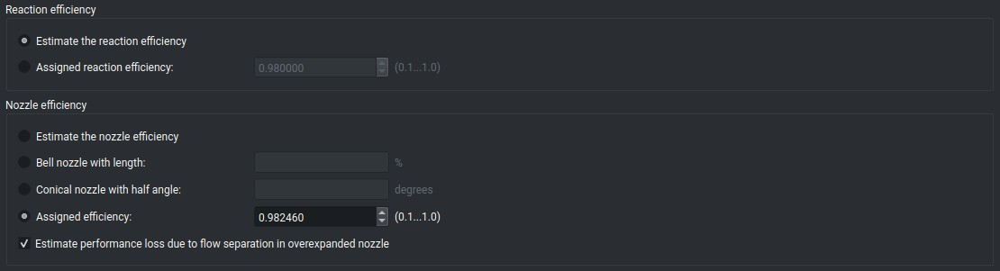 Reaction efficiency
Estimate the reaction efficiency
Assigned reaction efficiency: 0.980000 (0.1...1.0)
Nozzle efficiency
Estimate the nozzle efficiency
Bell nozzle with length: %
Conical nozzle with half angle: degrees
Assigned efficiency: 0.982460 (0.1...1.0)
Estimate performance loss due to flow separation in overexpanded nozzle